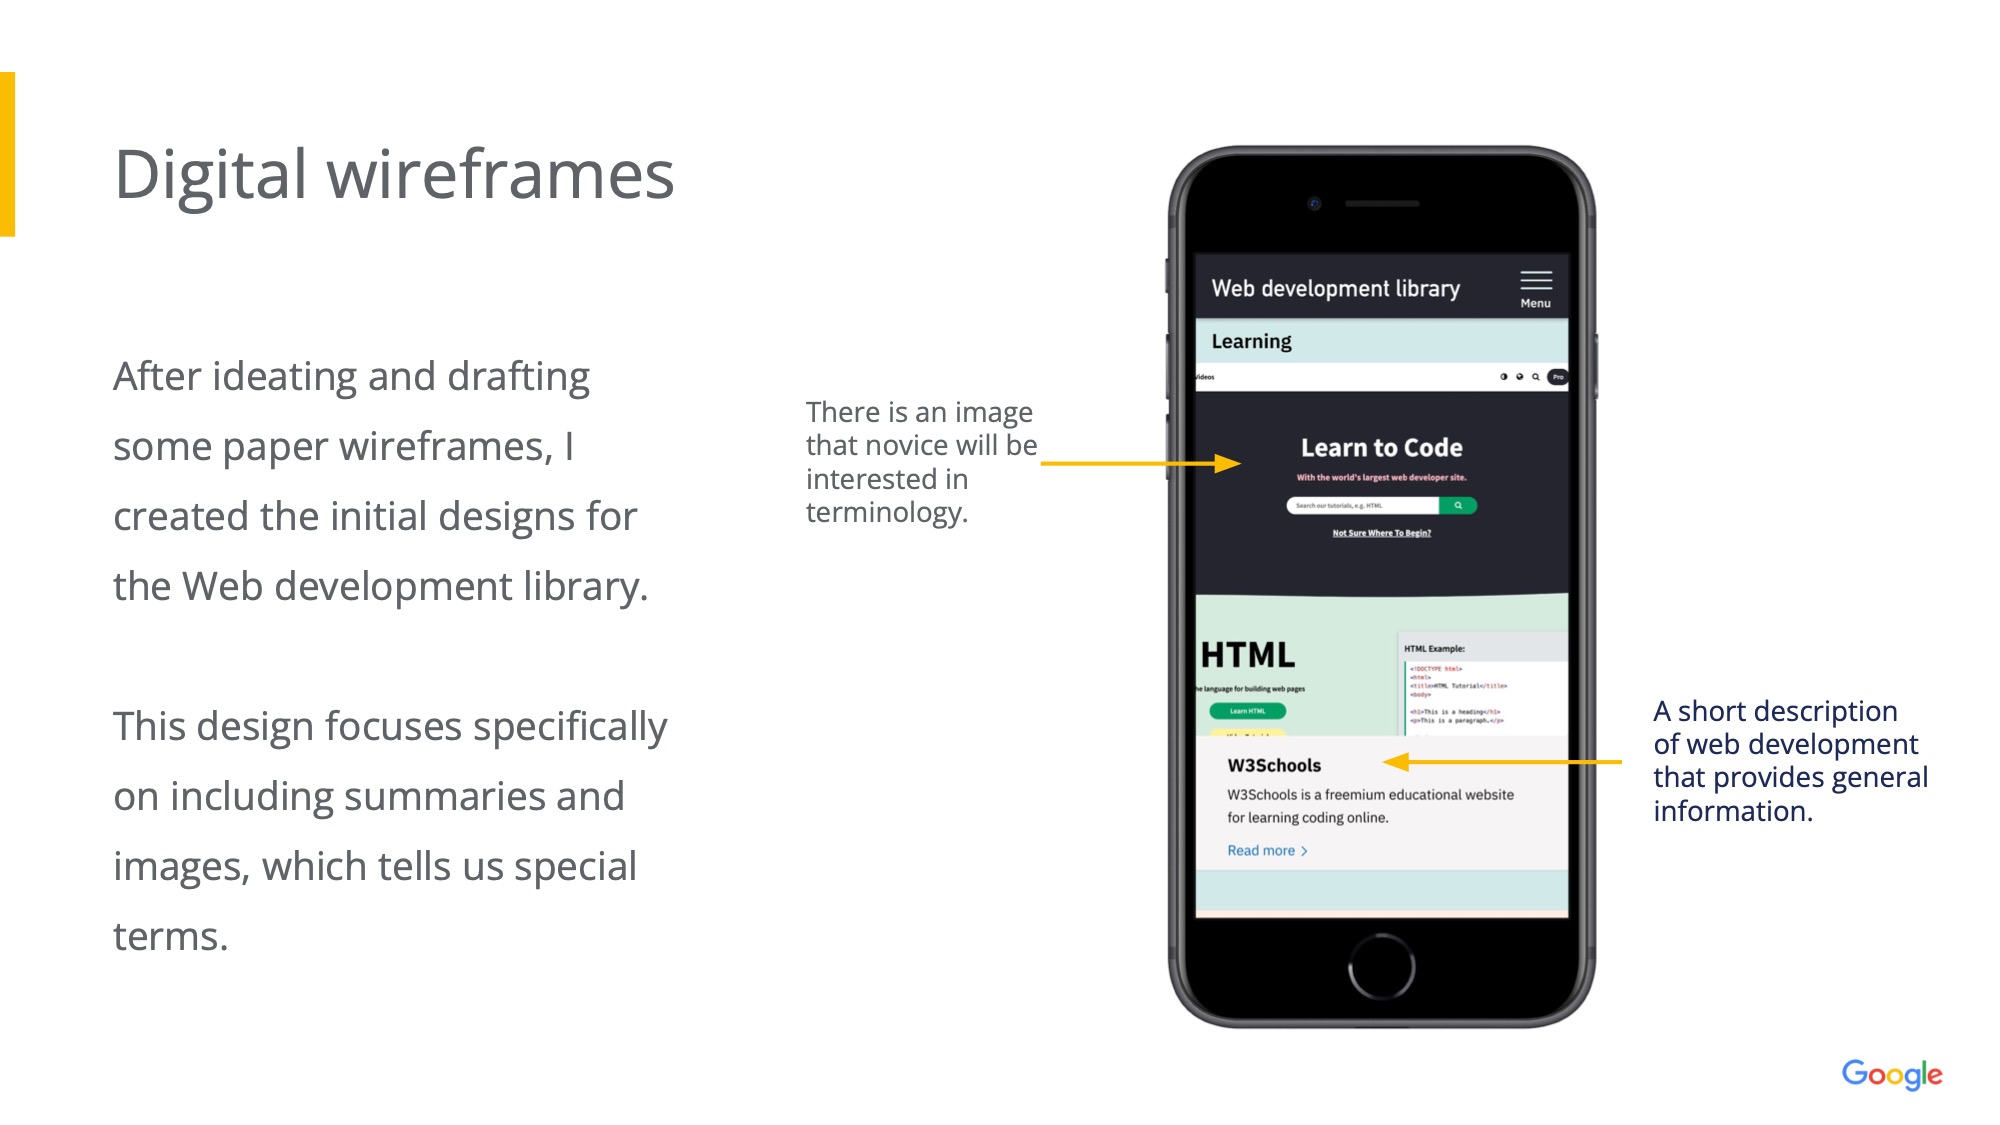 Digital wireframes
After ideating and drafting
some paper wireframes, I
created the initial designs for
the Web development library.
This design focuses specifically
on including summaries and
images, which tells us special
terms.
There is an image
that novice will be
interested in
terminology.
Web development library
Menu
Learning
Videos
Pro
Learn to Code
With the world's largest web developer site.
Search our tutorials, e.g. HTML
Not Sure Where To Begin?
HTML
he language for building web pages
Learn HTML
HTML Example:
<!DOCTYPE html>
<html>
<title>HTML Tutorial</title>
<body>
<h1>This is a heading</h1>
<p>This is a paragraph.</p>
W3Schools
W3Schools is a freemium educational website
for learning coding online.
Read more >
A short description
of web development
that provides general
information.
Google